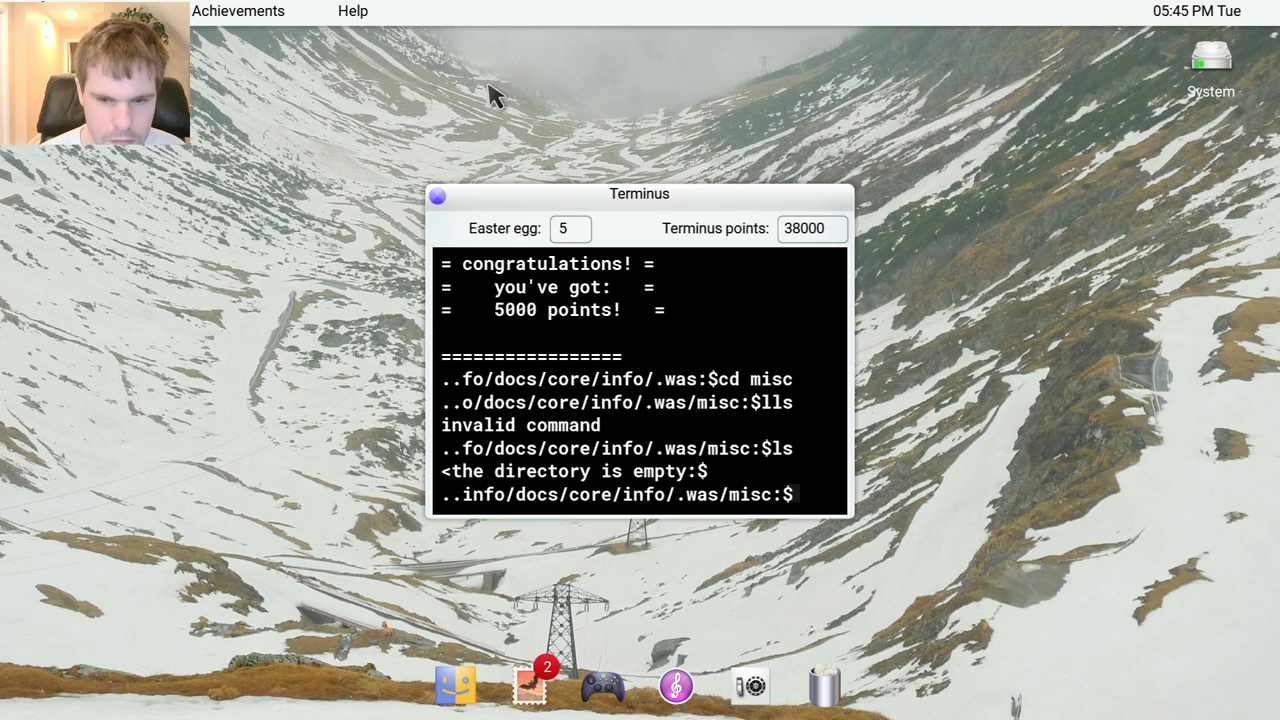 Achievements Help 05:45 PM Tue
System
Terminus
Easter egg: 5 Terminus points: 38000
= congratulations! =
= you've got: =
= 5000 points! =
=================
..fo/docs/core/info/.was:$cd misc
..o/docs/core/info/.was/misc:$lls
invalid command
..fo/docs/core/info/.was/misc:$ls
<the directory is empty:$
..info/docs/core/info/.was/misc:$
2